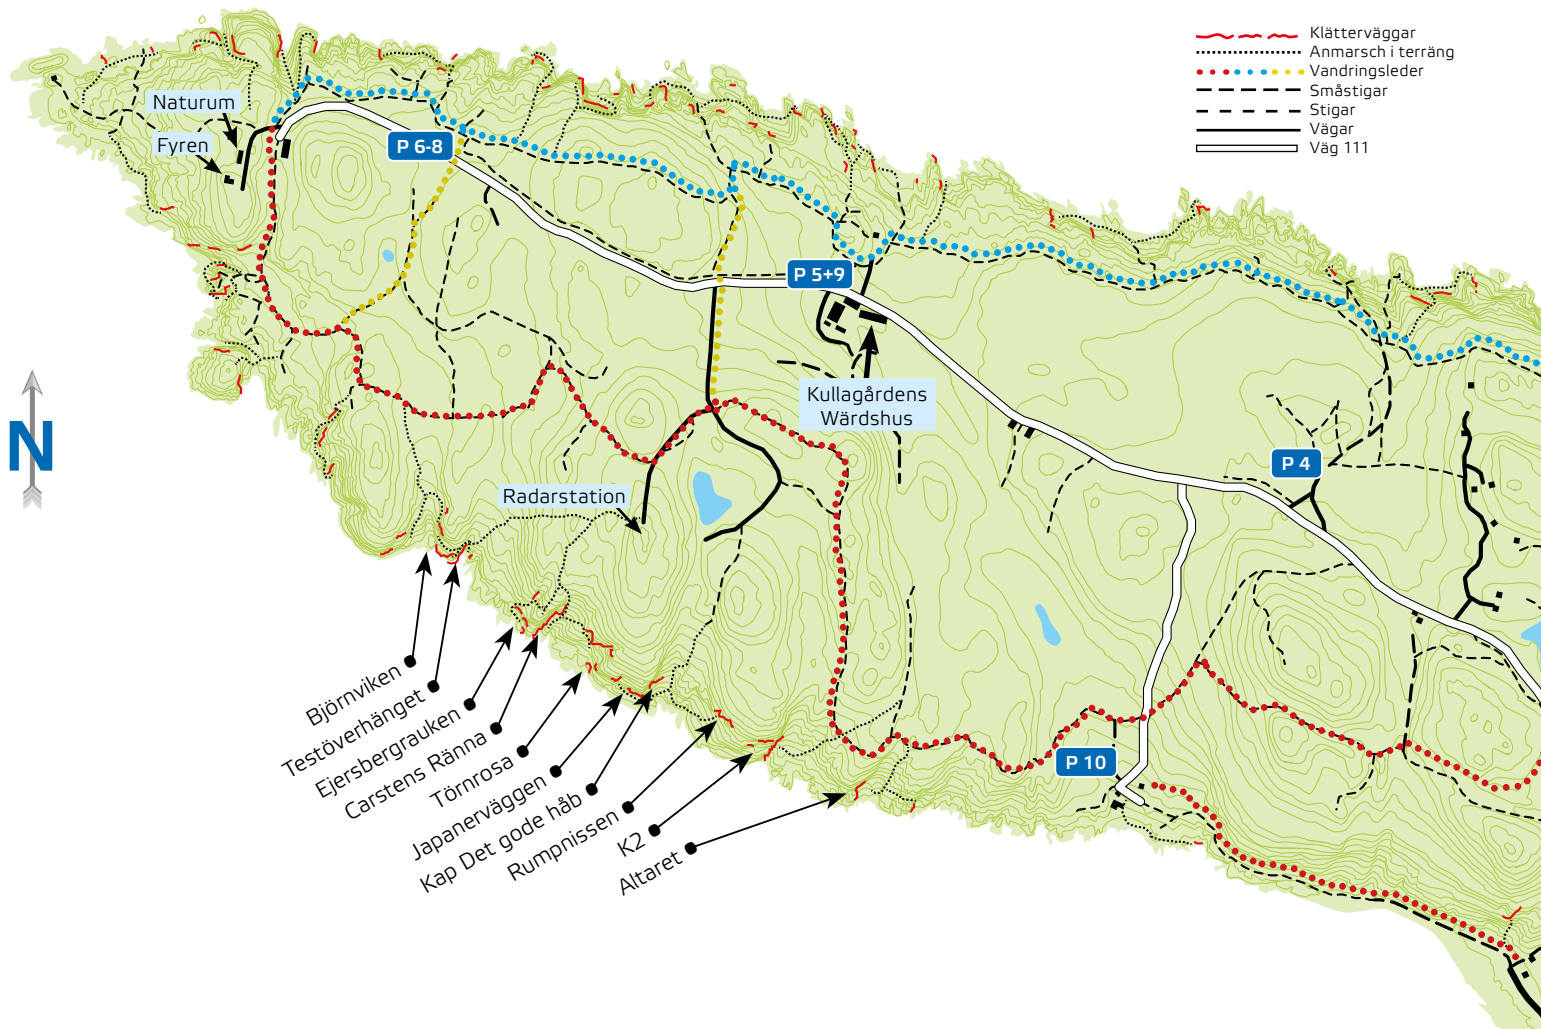 Klätterväggar
Anmarsch i terräng
Vandringsleder
Småstigar
Stigar
Vägar
Väg 111
Naturum
Fyren
P 6-8
P 5+9
Kullagårdens
Wärdshus
P 4
Radarstation
N
Björnviken
Testöverhänget
Ejersbergrauken
Carstens Ränna
Törnrosa
Japanerväggen
Kap Det gode håb
Rumpnissen
K2
Altaret
P 10